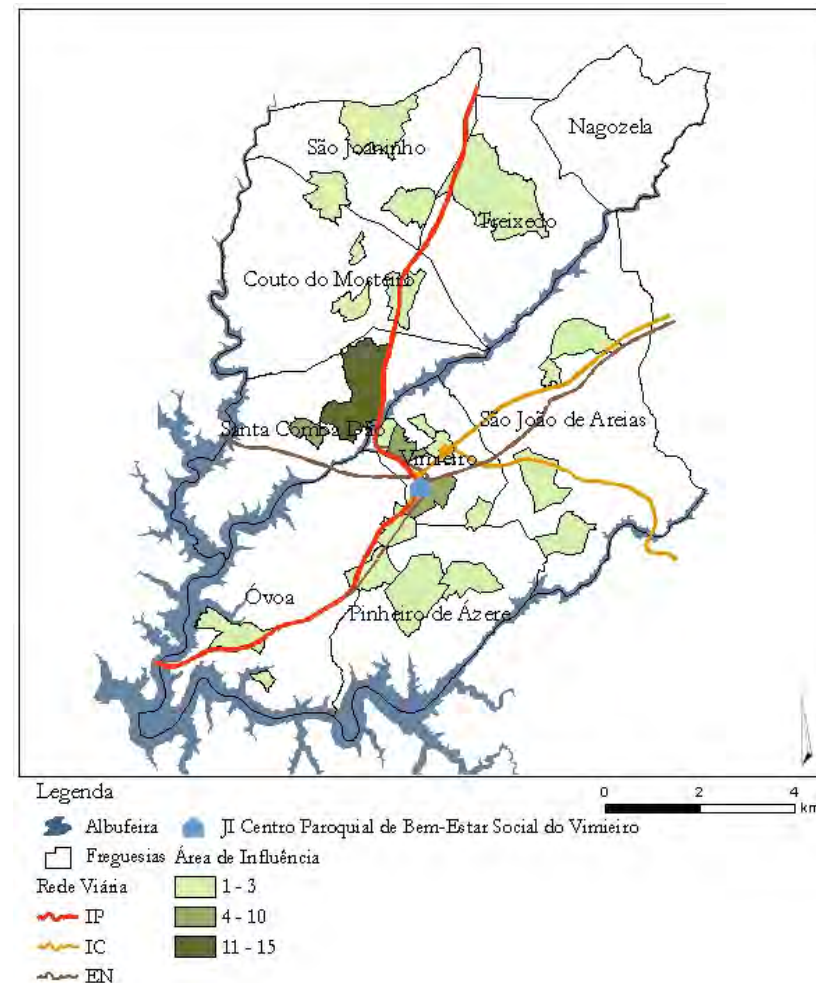 Nagozela
São Joaninho
Treixedo
Couto do Mosteiro
Santa Comba Dão
São João de Areias
Vimieiro
Óvoa
Pinheiro de Ázere
Legenda
0 2 4
km
Albufeira JI Centro Paroquial de Bem-Estar Social do Vimieiro
Freguesias Área de Influência
Rede Viária 1 - 3
IP 4 - 10
IC 11 - 15
EN